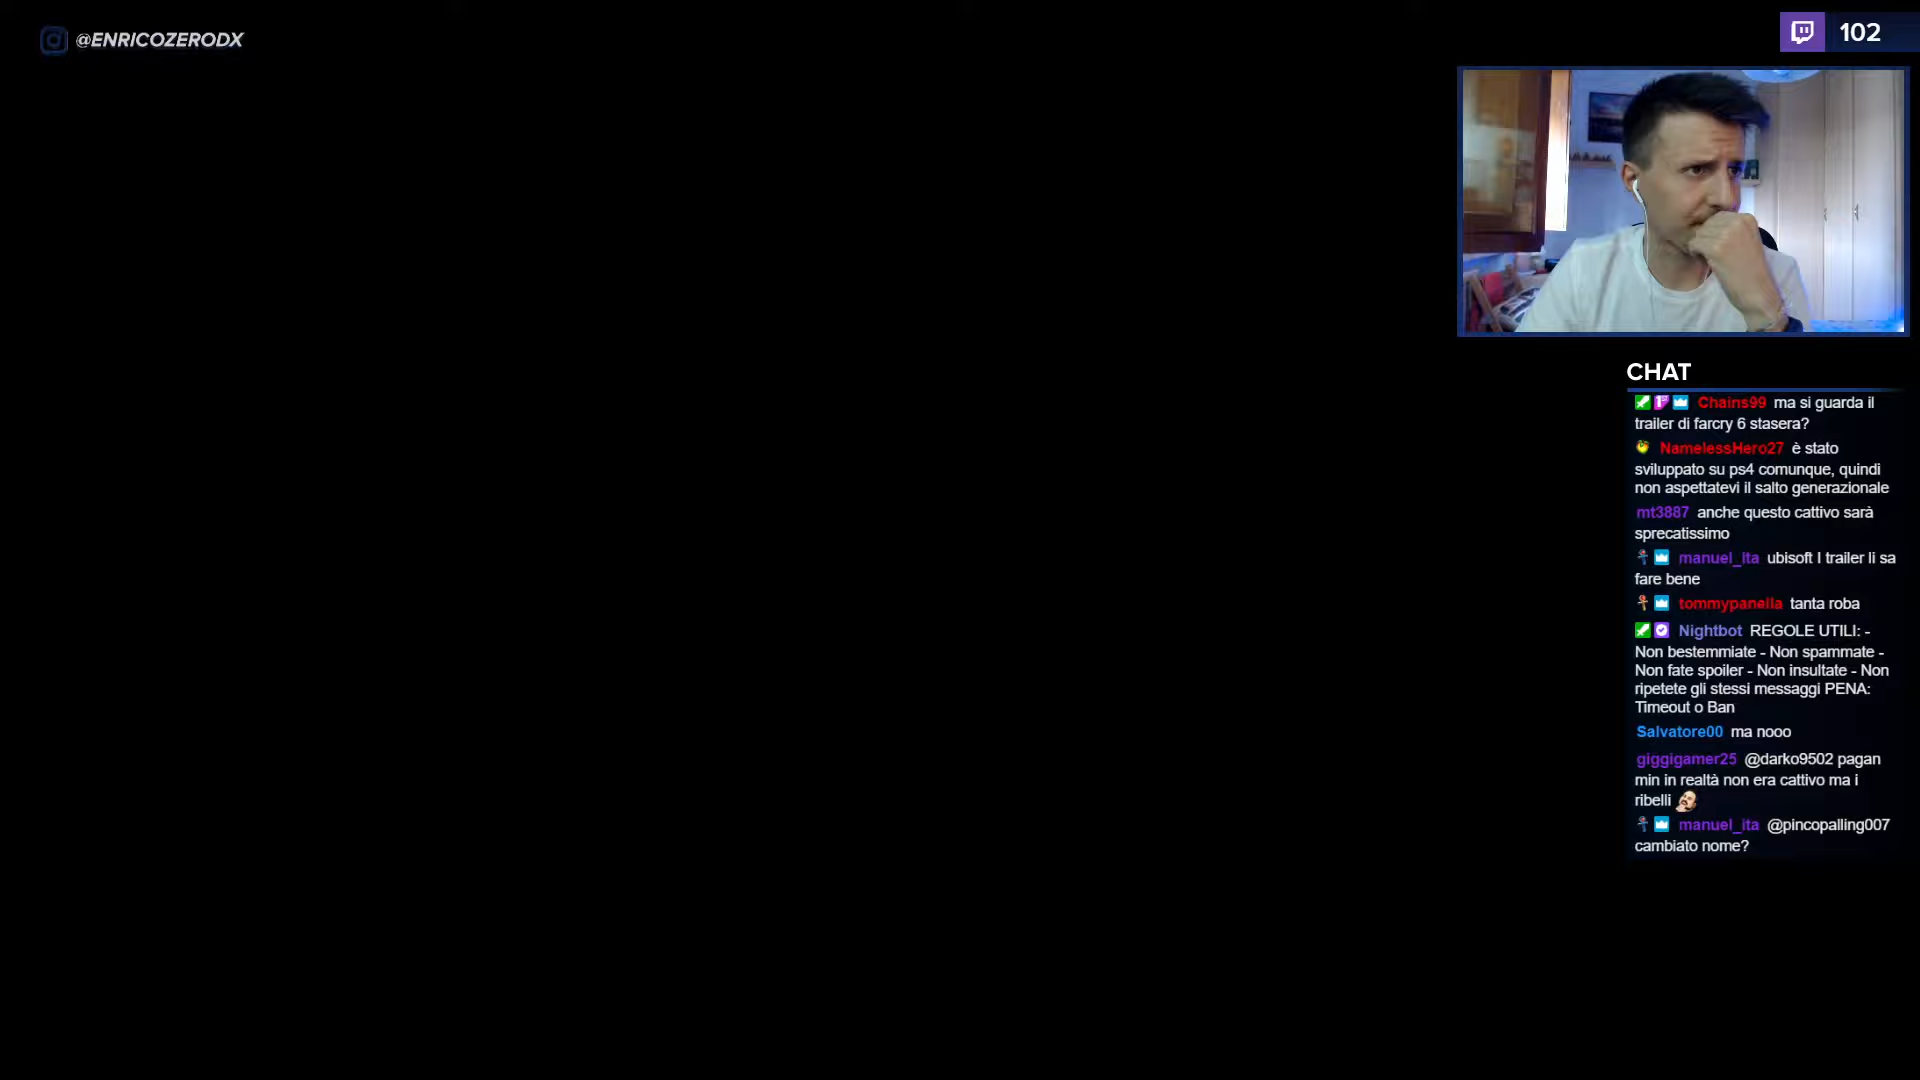 @ENRICOZERODX
102
CHAT
Chains99 ma si guarda il
trailer di farcry 6 stasera?
NamelessHero27 è stato
sviluppato su ps4 comunque, quindi
non aspettatevi il salto generazionale
mt3887 anche questo cattivo sarà
sprecatissimo
manuel_ita ubisoft I trailer li sa
fare bene
tommypanella tanta roba
Nightbot REGOLE UTILI: -
Non bestemmiate - Non spammate -
Non fate spoiler - Non insultate - Non
ripetete gli stessi messaggi PENA:
Timeout o Ban
Salvatore00 ma nooo
giggigamer25 @darko9502 pagan
min in realtà non era cattivo ma i
ribelli
manuel_ita @pincopalling007
cambiato nome?